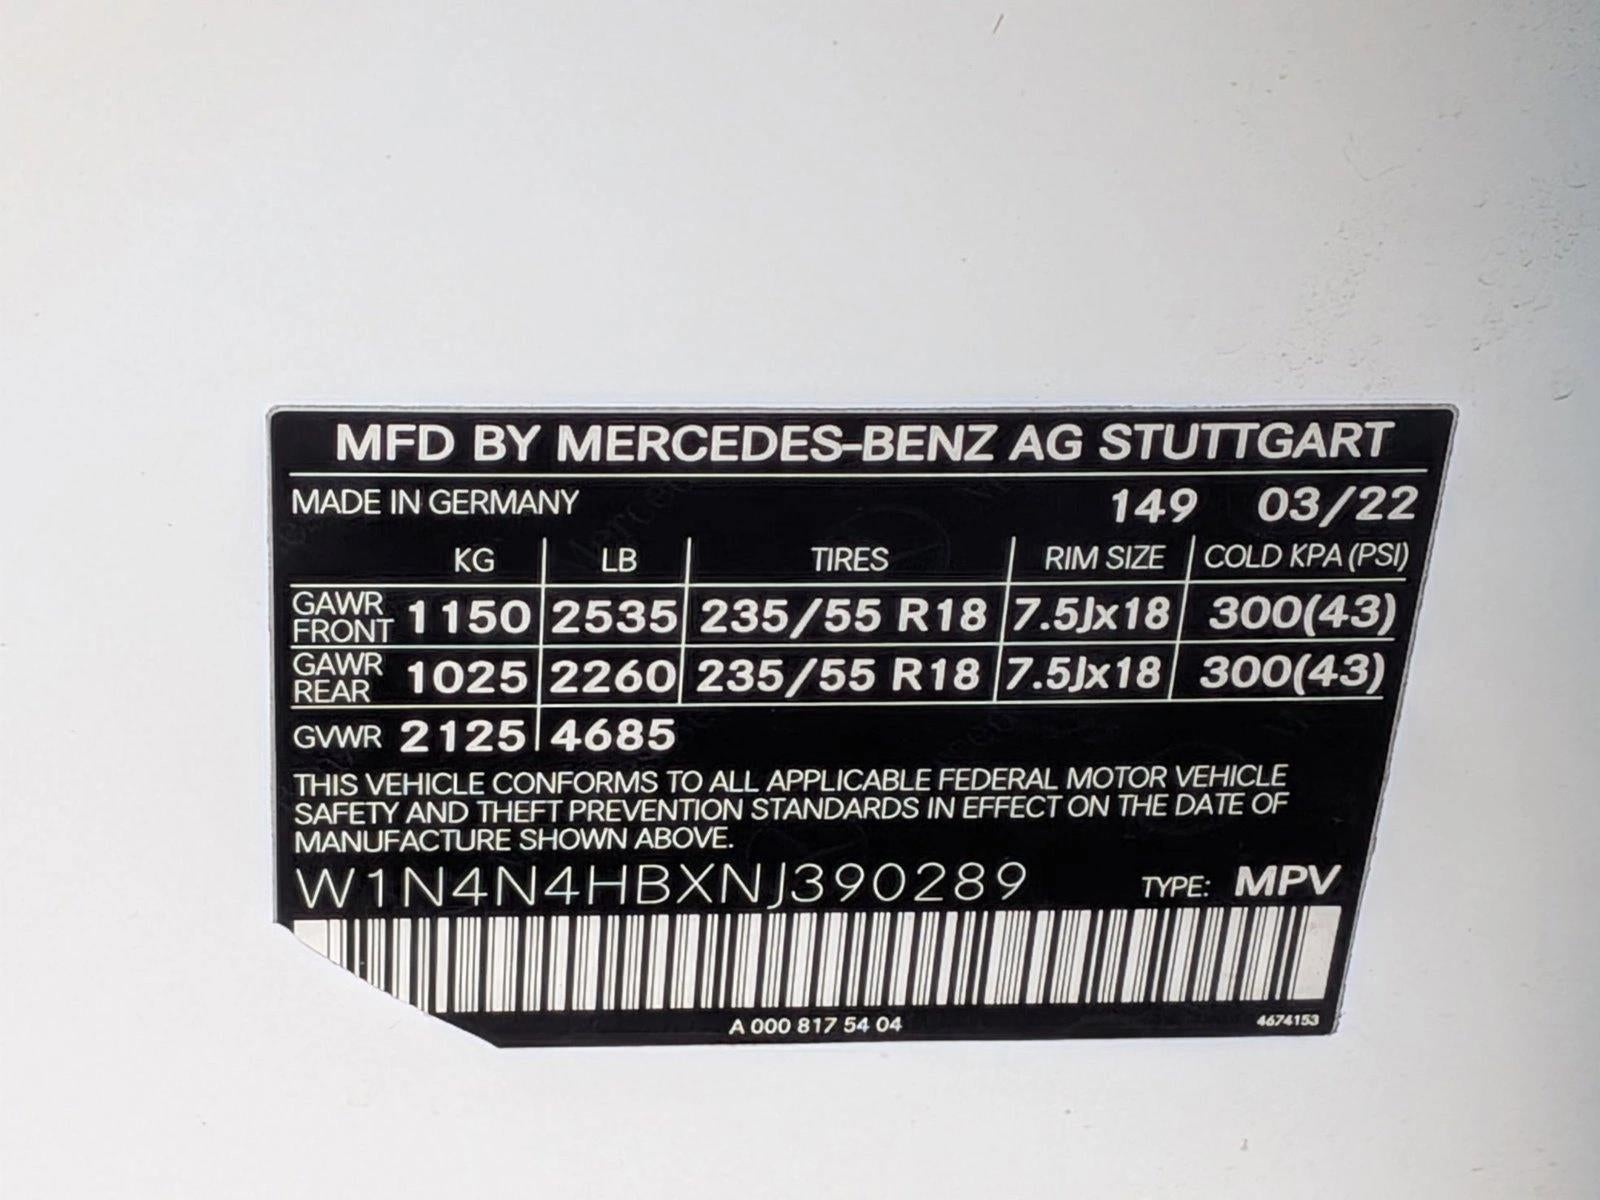 MFD BY MERCEDES-BENZ AG STUTTGART
MADE IN GERMANY 149 03/22
KG LB TIRES RIM SIZE COLD KPA (PSI)
GAWR FRONT 1150 2535 235/55 R18 7.5Jx18 300(43)
GAWR REAR 1025 2260 235/55 R18 7.5Jx18 300(43)
GVWR 2125 4685
THIS VEHICLE CONFORMS TO ALL APPLICABLE FEDERAL MOTOR VEHICLE
SAFETY AND THEFT PREVENTION STANDARDS IN EFFECT ON THE DATE OF
MANUFACTURE SHOWN ABOVE.
W1N4N4HBXNJ390289 TYPE: MPV
A 000 817 54 04 4674153